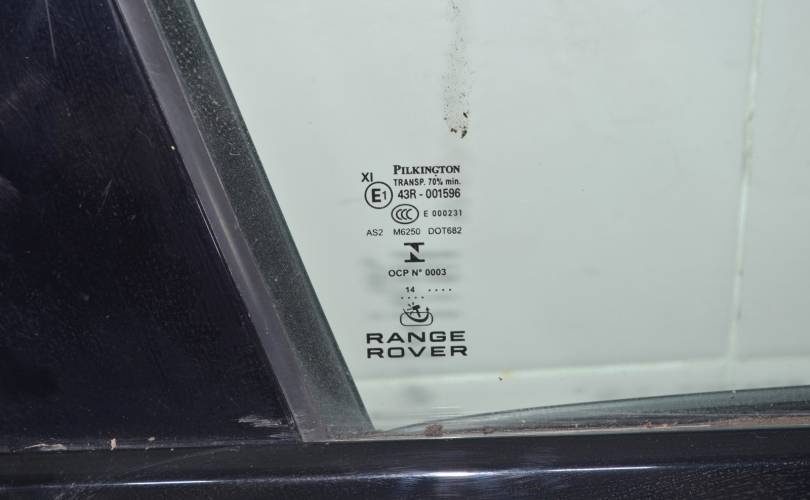 PILKINGTON
XI
TRANSP. 70% min.
E1 43R - 001596
CCC E 000231
AS2 M6250 DOT682
N
OCP N° 0003
14 ....
....
RANGE
ROVER